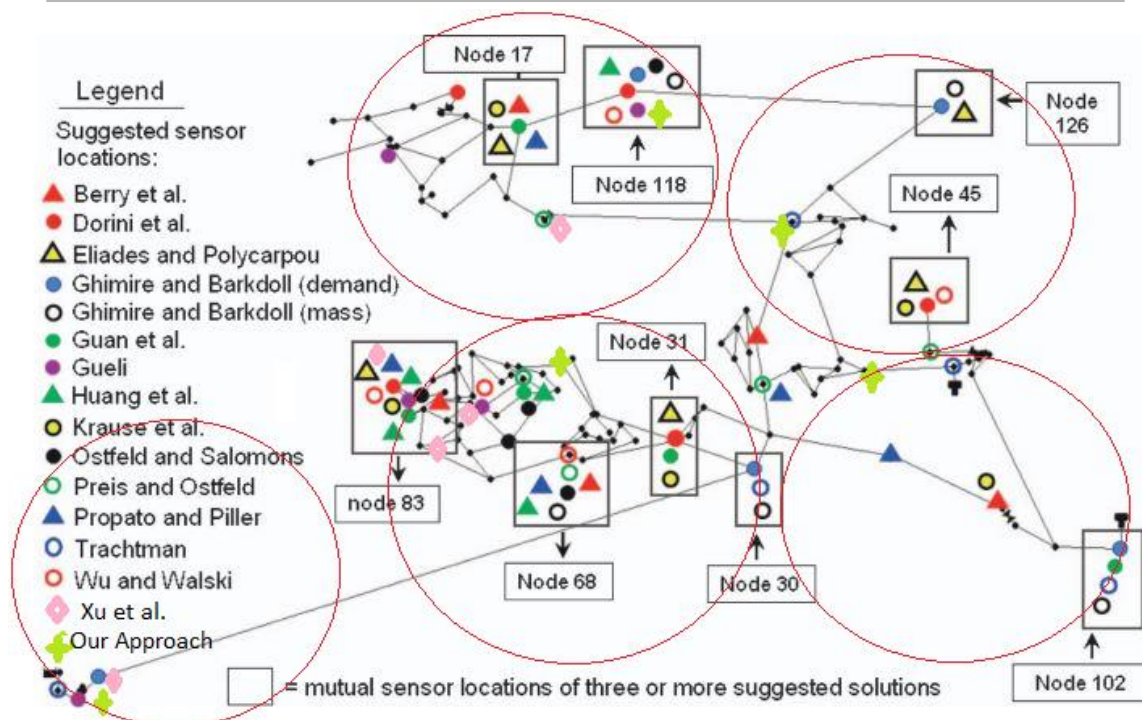 Node 17
Node 118
Node
126
Node 45
Legend
Suggested sensor
locations:
Berry et al.
Dorini et al.
Eliades and Polycarpou
Ghimire and Barkdoll (demand)
Ghimire and Barkdoll (mass)
Guan et al.
Gueli
Huang et al.
Krause et al.
Ostfeld and Salomons
Preis and Ostfeld
Propato and Piller
Trachtman
Wu and Walski
Xu et al.
Our Approach
Node 31
node 83
Node 68
Node 30
Node 102
= mutual sensor locations of three or more suggested solutions